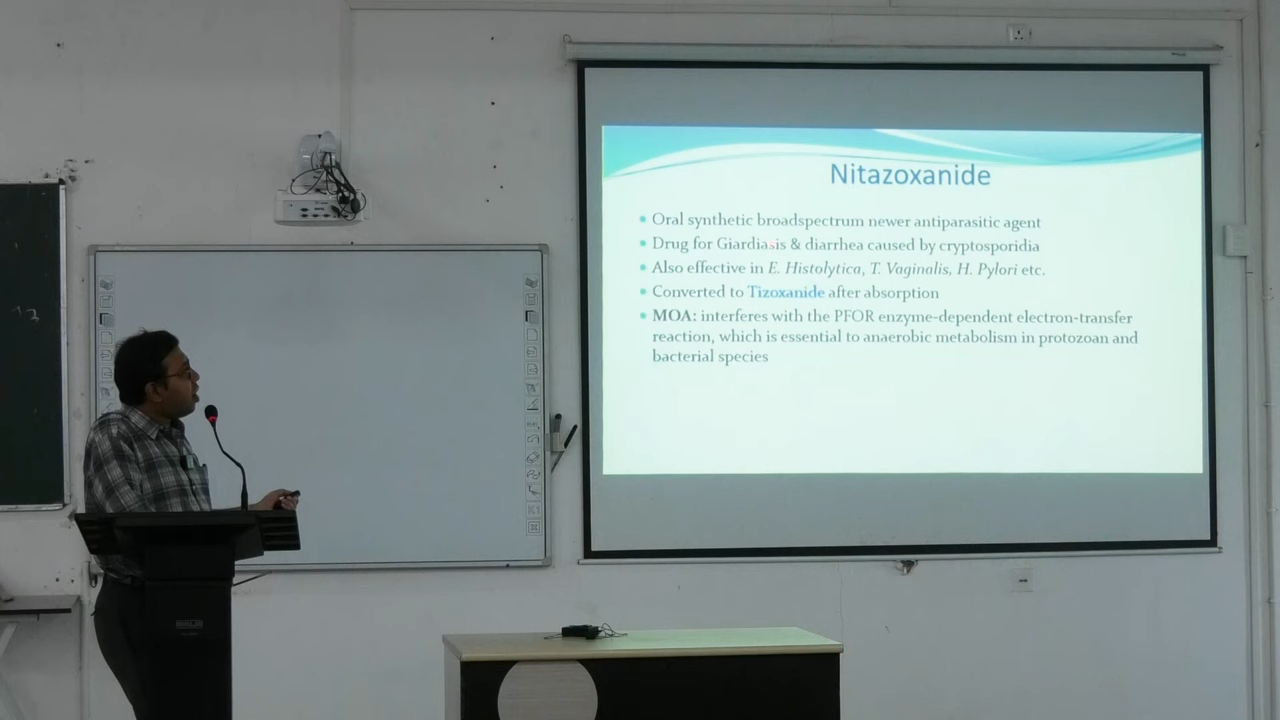 Nitazoxanide
• Oral synthetic broadspectrum newer antiparasitic agent
• Drug for Giardiasis & diarrhea caused by cryptosporidia
• Also effective in E. Histolytica, T. Vaginalis, H. Pylori etc.
• Converted to Tizoxanide after absorption
• MOA: interferes with the PFOR enzyme-dependent electron-transfer
reaction, which is essential to anaerobic metabolism in protozoan and
bacterial species